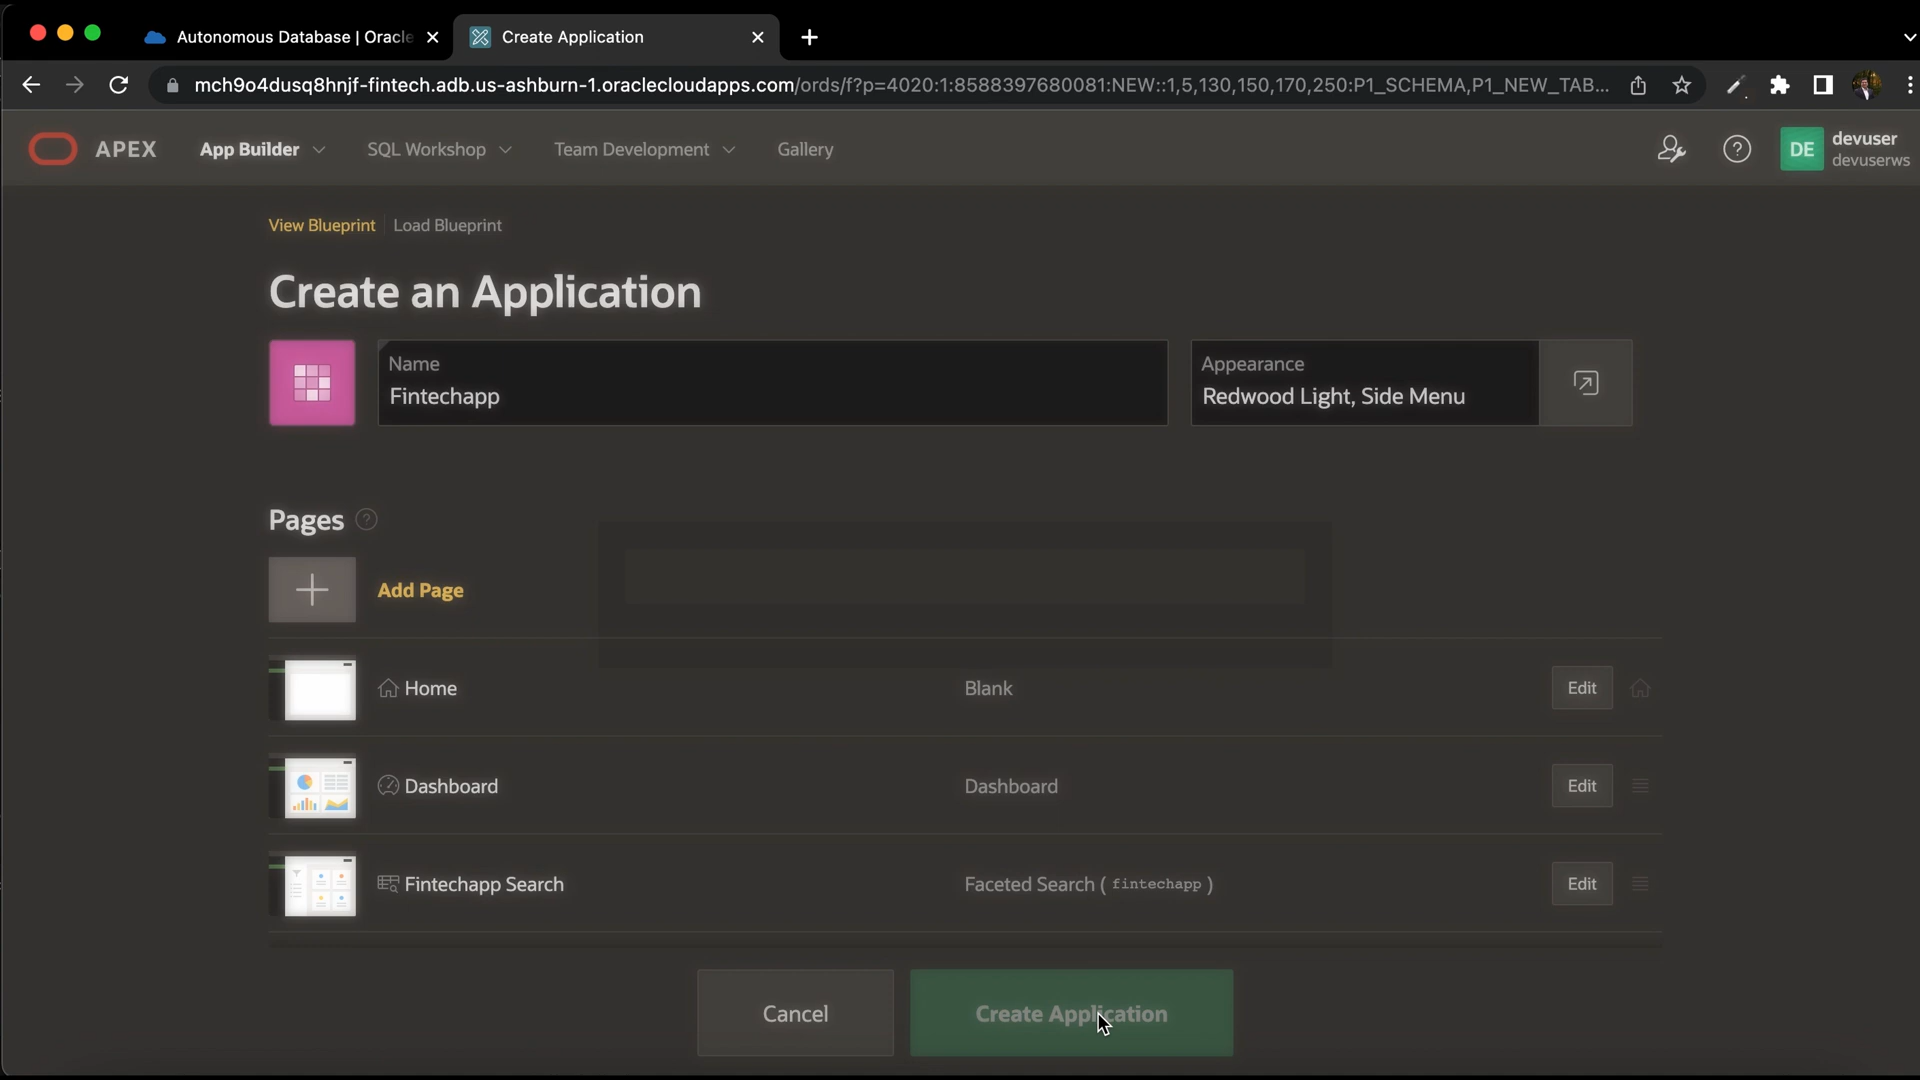 Autonomous Database | Oracle
Create Application
mch9o4dusq8hnjf-fintech.adb.us-ashburn-1.oraclecloudapps.com/ords/f?p=4020:1:8588397680081:NEW::1,5,130,150,170,250:P1_SCHEMA,P1_NEW_TAB...
APEX
App Builder
SQL Workshop
Team Development
Gallery
DE
devuser
devuserws
View Blueprint
Load Blueprint
Create an Application
Name
Fintechapp
Appearance
Redwood Light, Side Menu
Pages
Add Page
Home
Blank
Edit
Dashboard
Dashboard
Edit
Fintechapp Search
Faceted Search ( fintechapp )
Edit
Cancel
Create Application